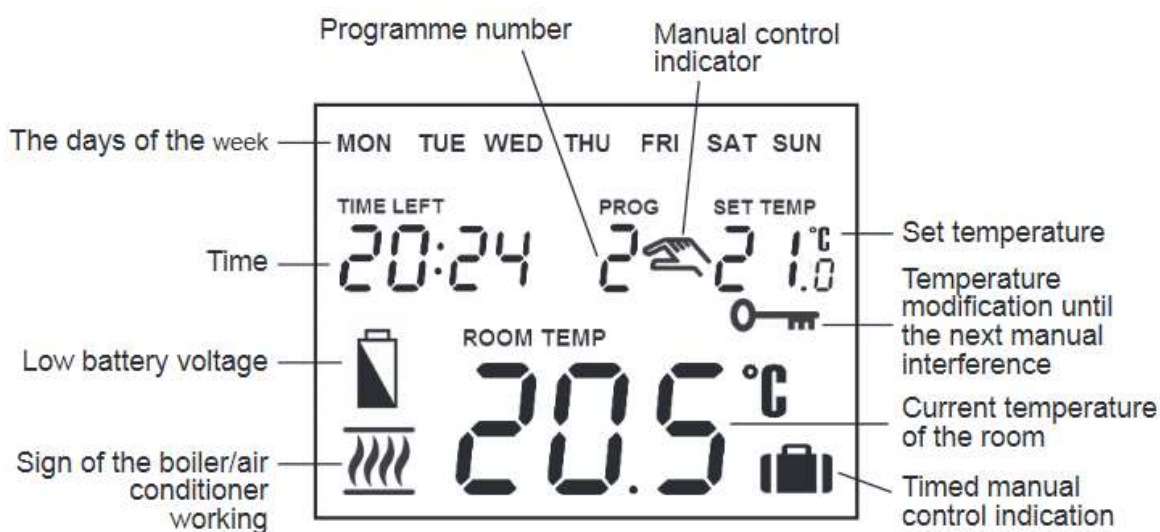 Programme number
Manual control
indicator
The days of the week
MON TUE WED THU FRI SAT SUN
TIME LEFT PROG SET TEMP
Time
20:24 2 21.0 °C
Set temperature
Temperature
modification until
the next manual
interference
Low battery voltage
ROOM TEMP
20.5 °C
Current temperature
of the room
Sign of the boiler/air
conditioner
working
Timed manual
control indication